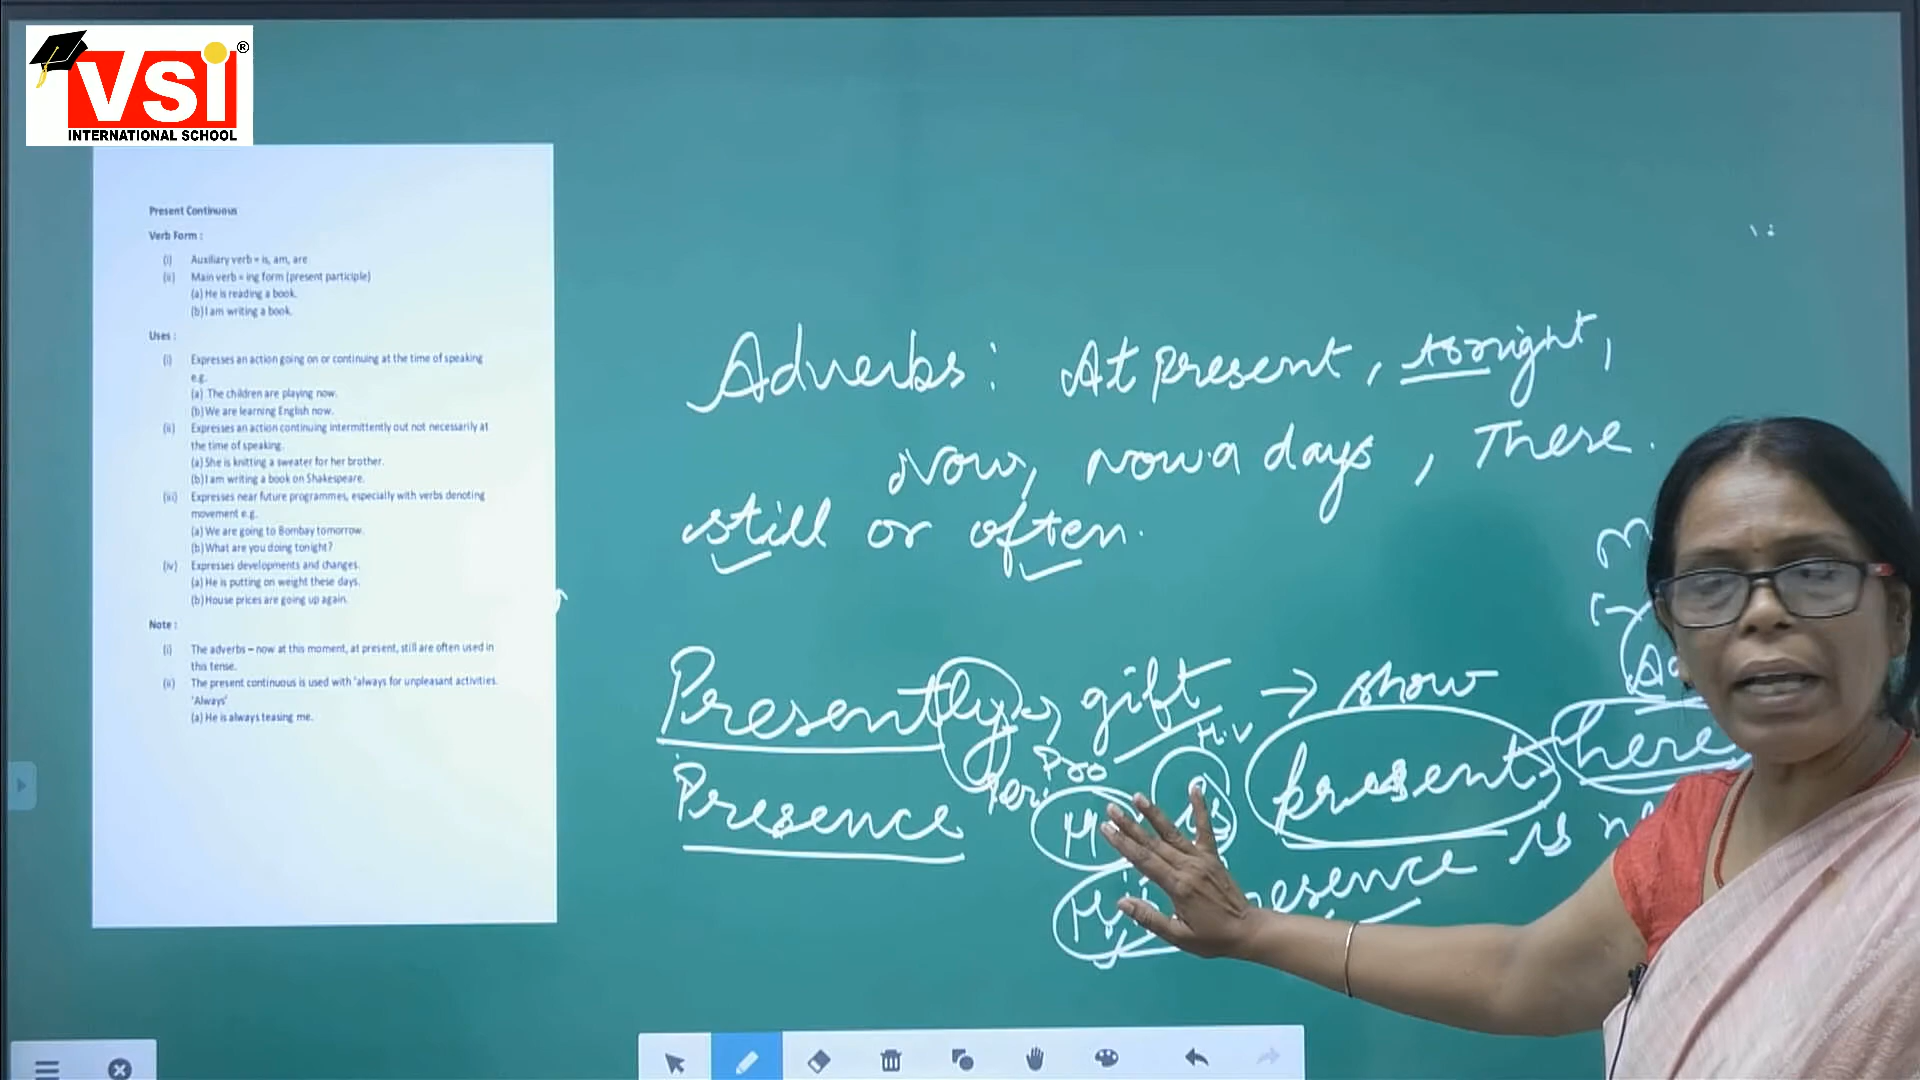 VSI ®
INTERNATIONAL SCHOOL
Present Continuous
Verb Form :
(i) Auxiliary verb = is, am, are
(ii) Main verb = ing form (present participle)
(a) He is reading a book.
(b) I am writing a book.
Uses :
(i) Expresses an action going on or continuing at the time of speaking
e.g.
(a) The children are playing now.
(b) We are learning English now.
(ii) Expresses an action continuing intermittently out not necessarily at
the time of speaking.
(a) She is knitting a sweater for her brother.
(b) I am writing a book on Shakespeare.
(iii) Expresses near future programmes, especially with verbs denoting
movement e.g.
(a) We are going to Bombay tomorrow.
(b) What are you doing tonight?
(iv) Expresses developments and changes.
(a) He is putting on weight these days.
(b) House prices are going up again.
Note :
(i) The adverbs – now at this moment, at present, still are often used in
this tense.
(ii) The present continuous is used with 'always for unpleasant activities.
'Always'
(a) He is always teasing me.
Adverbs : At present, tonight,
Now, nowadays, These.
still or often.
Presently → gift → show
H.V
Pro
Presence is present here
presence is